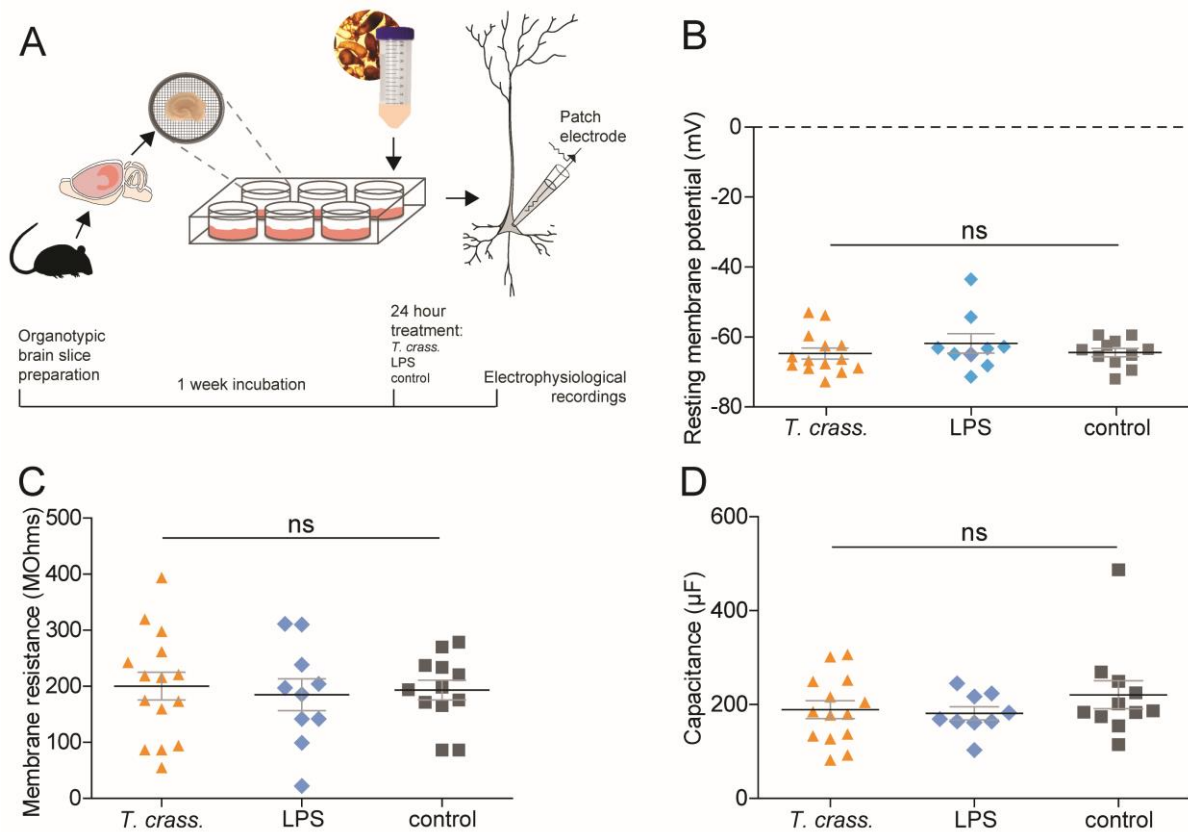 A
Patch
electrode
Organotypic
brain slice
preparation
1 week incubation
24 hour
treatment:
T. crass.
LPS
control
Electrophysiological
recordings
B
Resting membrane potential (mV)
0
-40
-60
-80
ns
T. crass.
LPS
control
C
Membrane resistance (MOhms)
500
400
300
200
100
0
ns
T. crass.
LPS
control
D
Capacitance (µF)
600
400
200
0
ns
T. crass.
LPS
control